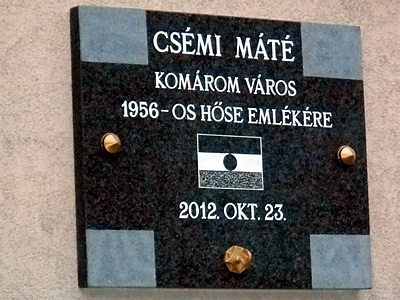 CSÉMI MÁTÉ
KOMÁROM VÁROS
1956-OS HŐSE EMLÉKÉRE
2012. OKT. 23.